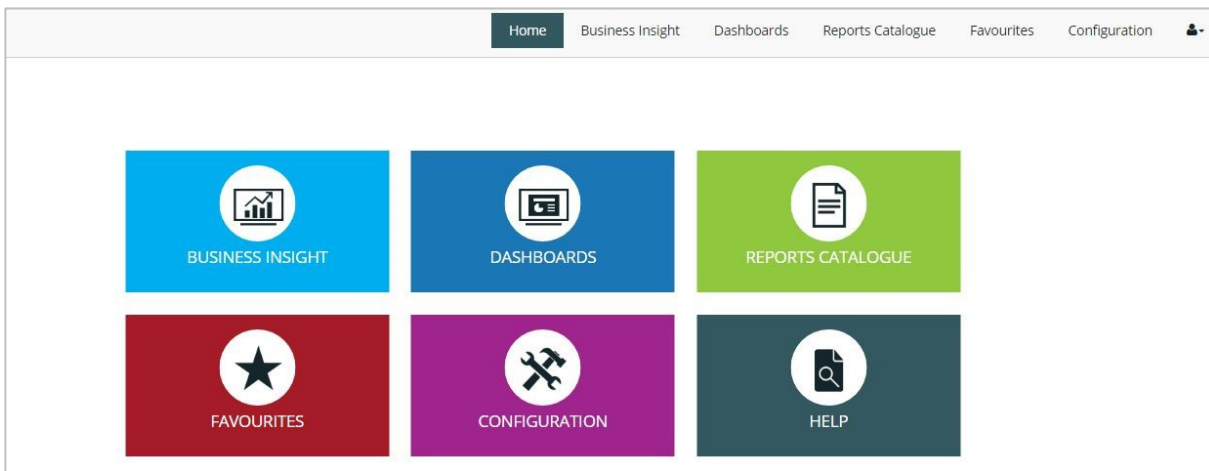 Home Business Insight Dashboards Reports Catalogue Favourites Configuration
BUSINESS INSIGHT DASHBOARDS REPORTS CATALOGUE
FAVOURITES CONFIGURATION HELP